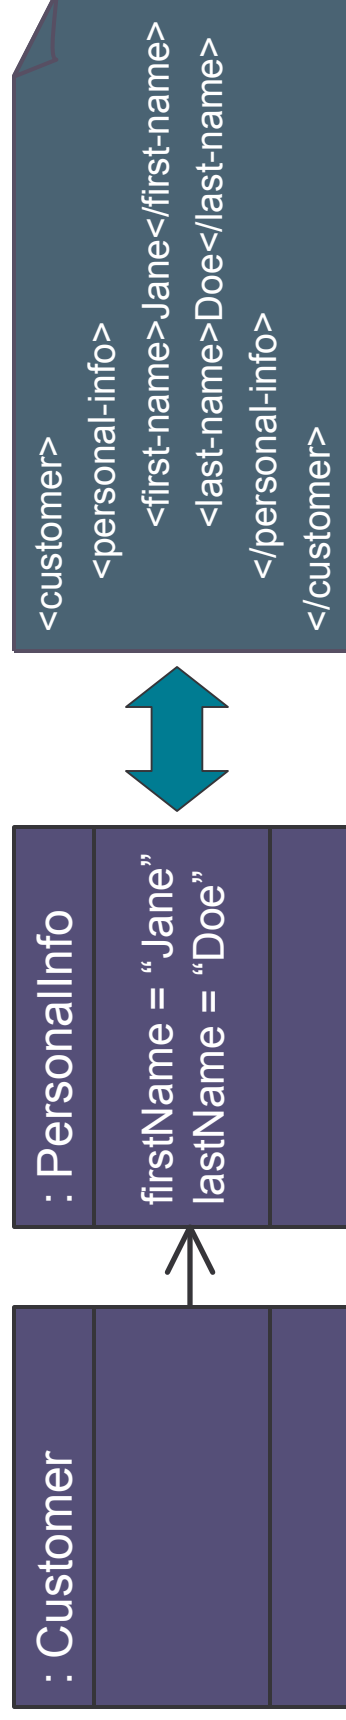 : Customer
: PersonalInfo
firstName = “Jane”
lastName = “Doe”
<customer>
<personal-info>
<first-name>Jane</first-name>
<last-name>Doe</last-name>
</personal-info>
</customer>